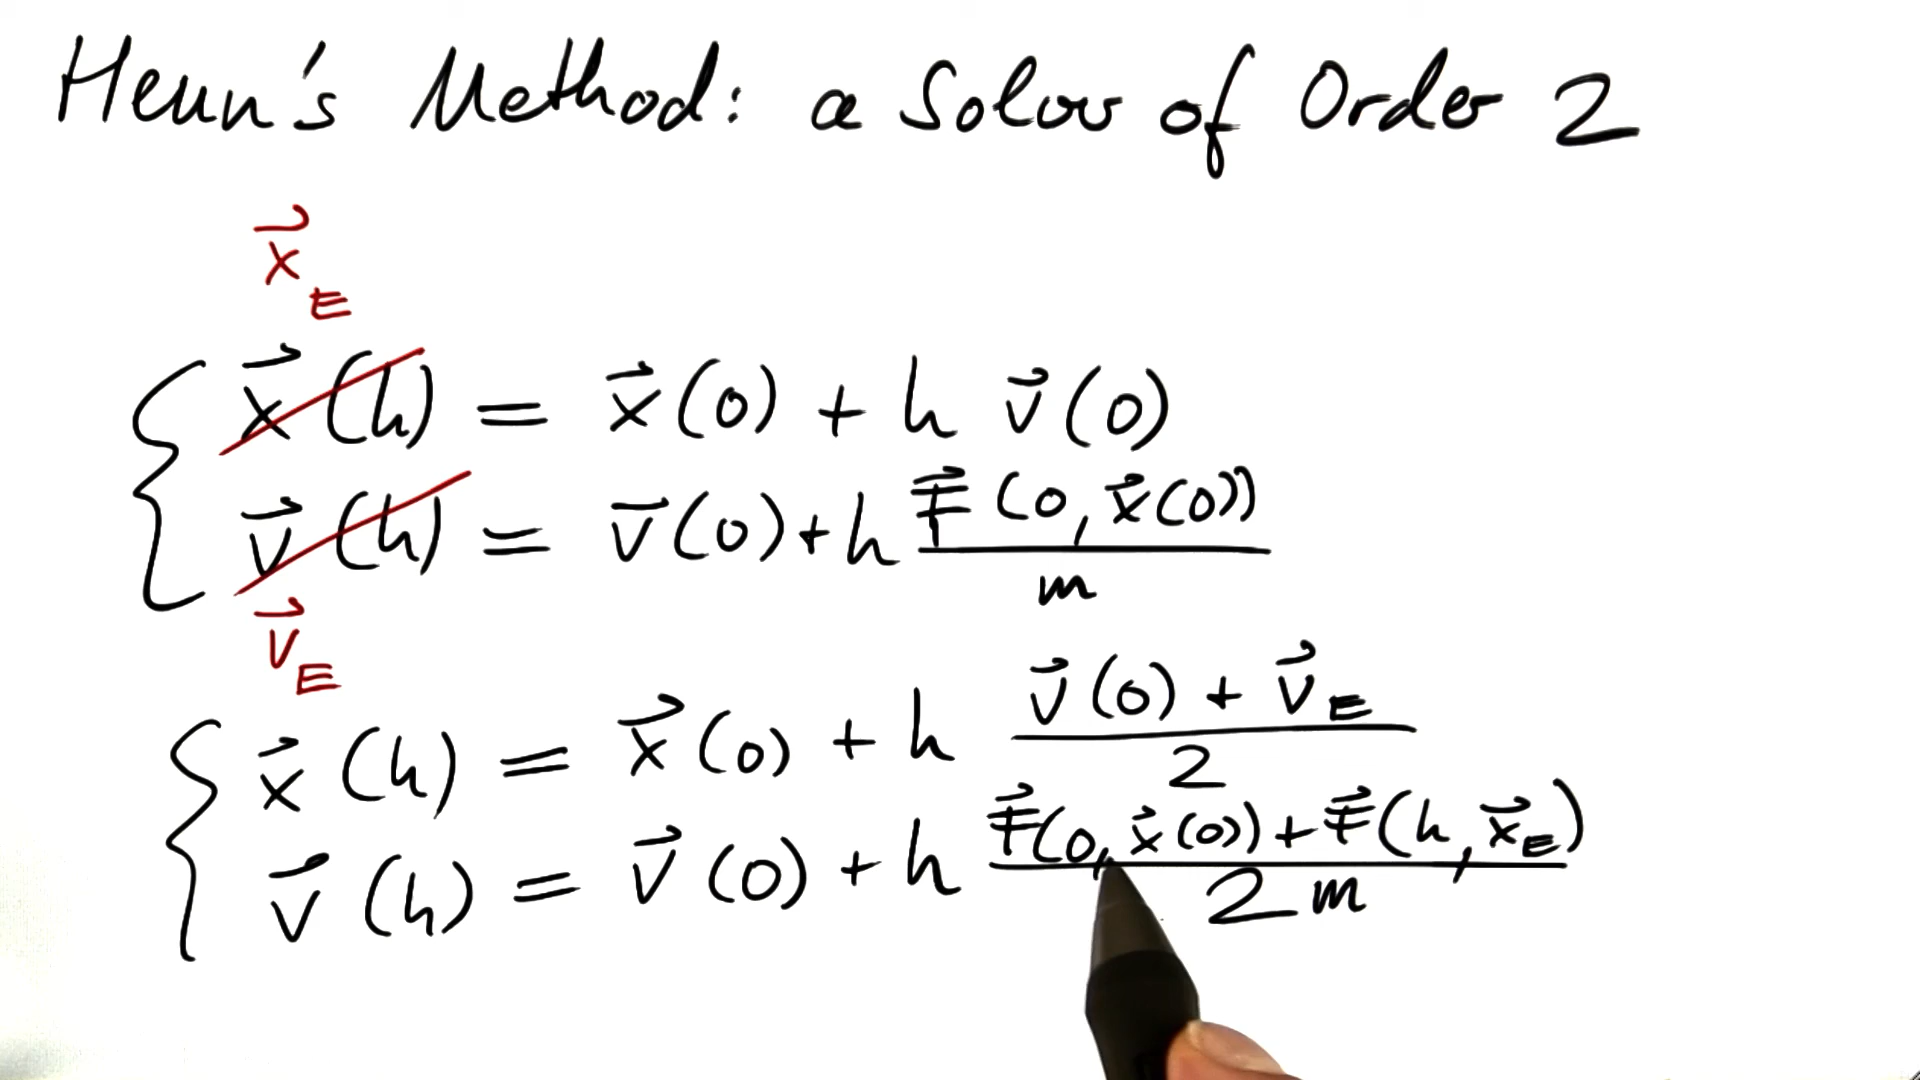 Heun's Method: a Solver of Order 2
x⃗_E
x⃗(h) = x⃗(0) + h v⃗(0)
v⃗(h) = v⃗(0) + h F⃗(0, x⃗(0)) / m
v⃗_E
x⃗(h) = x⃗(0) + h (v⃗(0) + v⃗_E) / 2
v⃗(h) = v⃗(0) + h (F⃗(0, x⃗(0)) + F⃗(h, x⃗_E)) / 2m